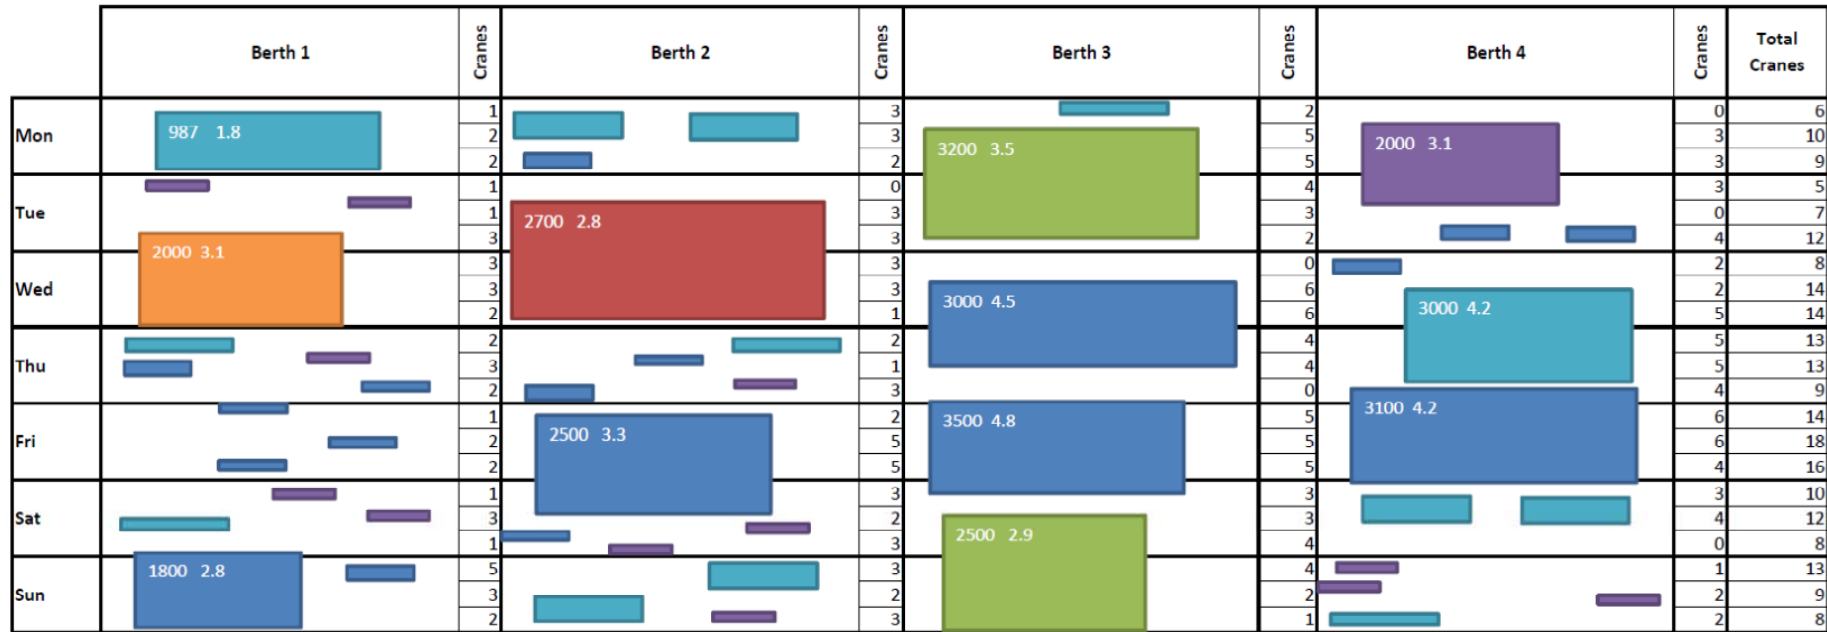 Berth 1 Cranes Berth 2 Cranes Berth 3 Cranes Berth 4 Cranes Total Cranes
Mon
987 1.8
3200 3.5
2000 3.1
1 3 2 0 6
2 3 5 3 10
2 2 5 3 9
Tue
2700 2.8
2000 3.1
1 0 4 3 5
1 3 3 0 7
3 3 2 4 12
Wed
3000 4.5
3000 4.2
3 3 0 2 8
3 3 6 2 14
2 1 6 5 14
Thu
3100 4.2
2 2 4 5 13
3 1 4 5 13
2 3 0 4 9
Fri
2500 3.3
3500 4.8
1 2 5 6 14
2 5 5 6 18
2 5 5 4 16
Sat
2500 2.9
1 3 3 3 10
3 2 3 4 12
1 3 4 0 8
Sun
1800 2.8
5 3 4 1 13
3 2 2 9
2 3 1 2 8